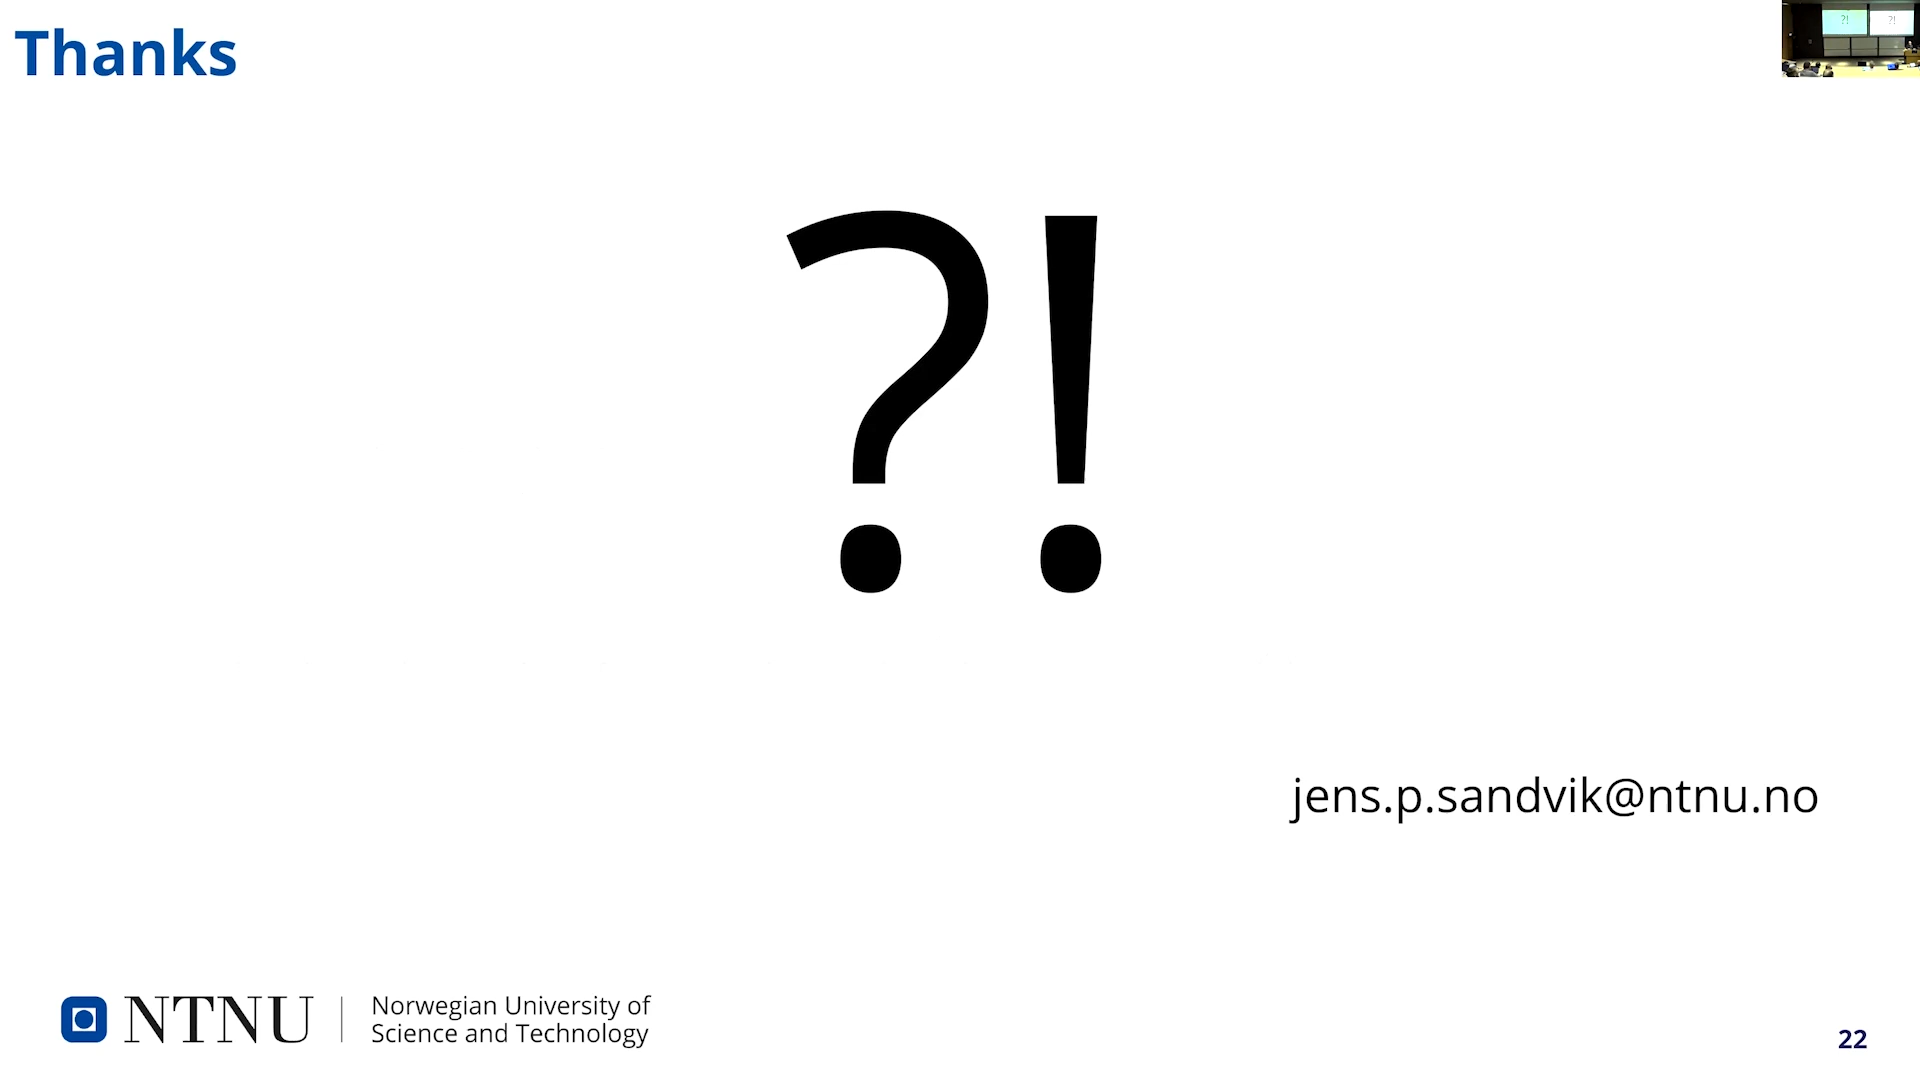 Thanks
?!
jens.p.sandvik@ntnu.no
NTNU
Norwegian University of
Science and Technology
22
?!
?!